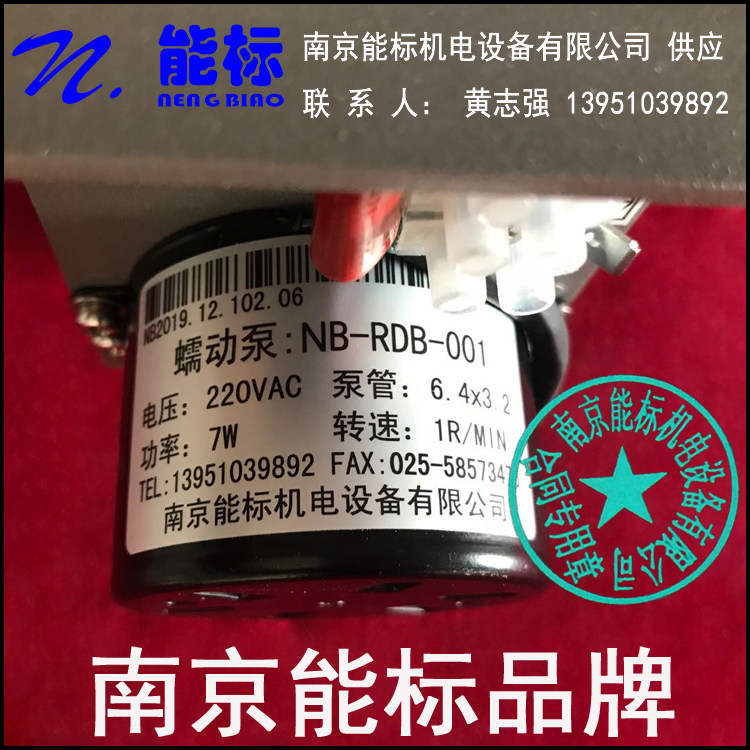 能标
NENGBIAO
南京能标机电设备有限公司 供应
联 系 人: 黄志强 13951039892
NB2019.12.102.06
蠕动泵:NB-RDB-001
电压: 220VAC 泵管: 6.4x3.2
功率: 7W 转速: 1R/MIN
TEL:13951039892 FAX:025-585734
南京能标机电设备有限公司
南京能标机电设备有限公司
合同专用章
南京能标品牌